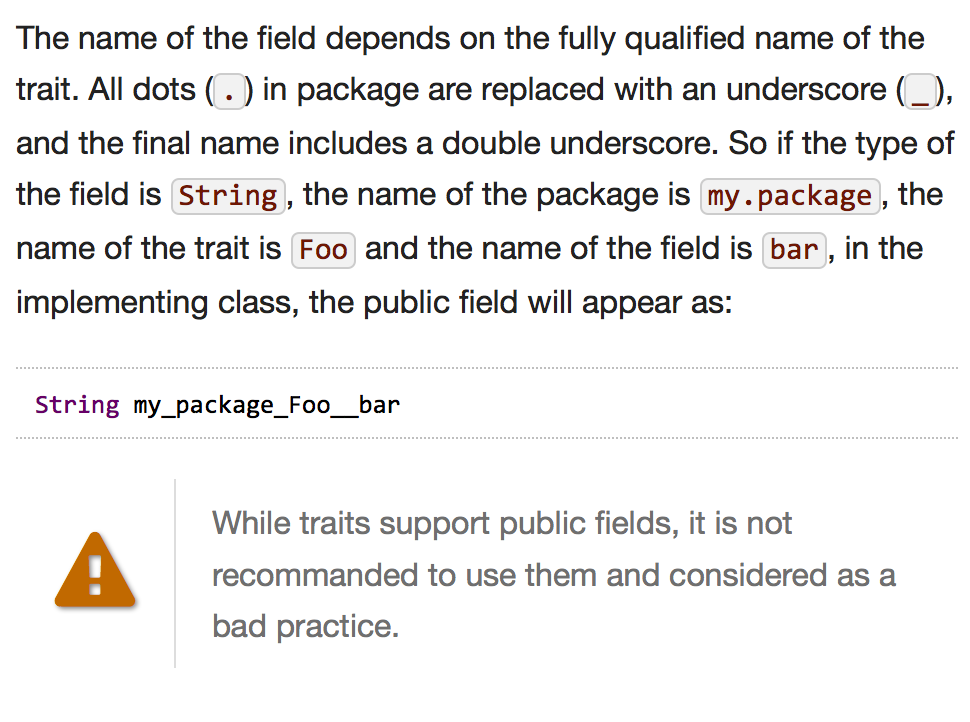 The name of the field depends on the fully qualified name of the
trait. All dots (.) in package are replaced with an underscore (_),
and the final name includes a double underscore. So if the type of
the field is String, the name of the package is my.package, the
name of the trait is Foo and the name of the field is bar, in the
implementing class, the public field will appear as:
String my_package_Foo__bar
While traits support public fields, it is not
recommanded to use them and considered as a
bad practice.